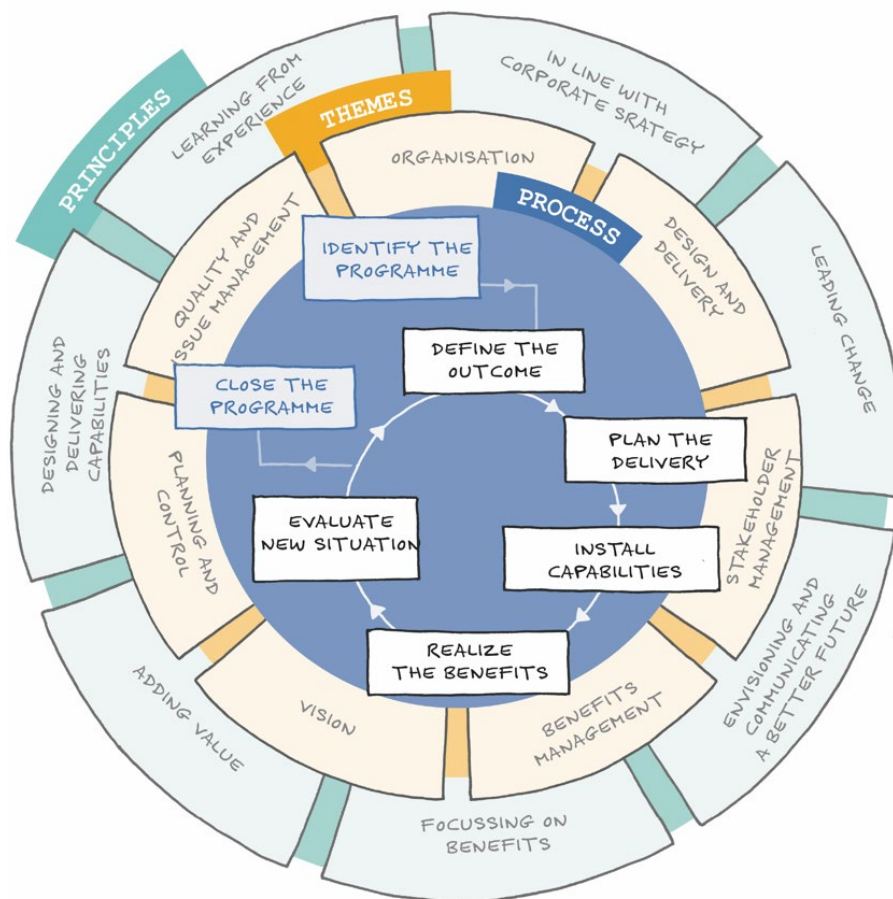 PRINCIPLES
LEARNING FROM
EXPERIENCE
IN LINE WITH
CORPORATE SRATEGY
LEADING CHANGE
ENVISIONING AND
COMMUNICATING
A BETTER FUTURE
FOCUSSING ON
BENEFITS
ADDING VALUE
DESIGNING AND
DELIVERING
CAPABILITIES
THEMES
ORGANISATION
DESIGN AND
DELIVERY
STAKEHOLDER
MANAGEMENT
BENEFITS
MANAGEMENT
VISION
PLANNING AND
CONTROL
QUALITY AND
ISSUE MANAGEMENT
PROCESS
IDENTIFY THE
PROGRAMME
DEFINE THE
OUTCOME
PLAN THE
DELIVERY
INSTALL
CAPABILITIES
REALIZE
THE BENEFITS
EVALUATE
NEW SITUATION
CLOSE THE
PROGRAMME